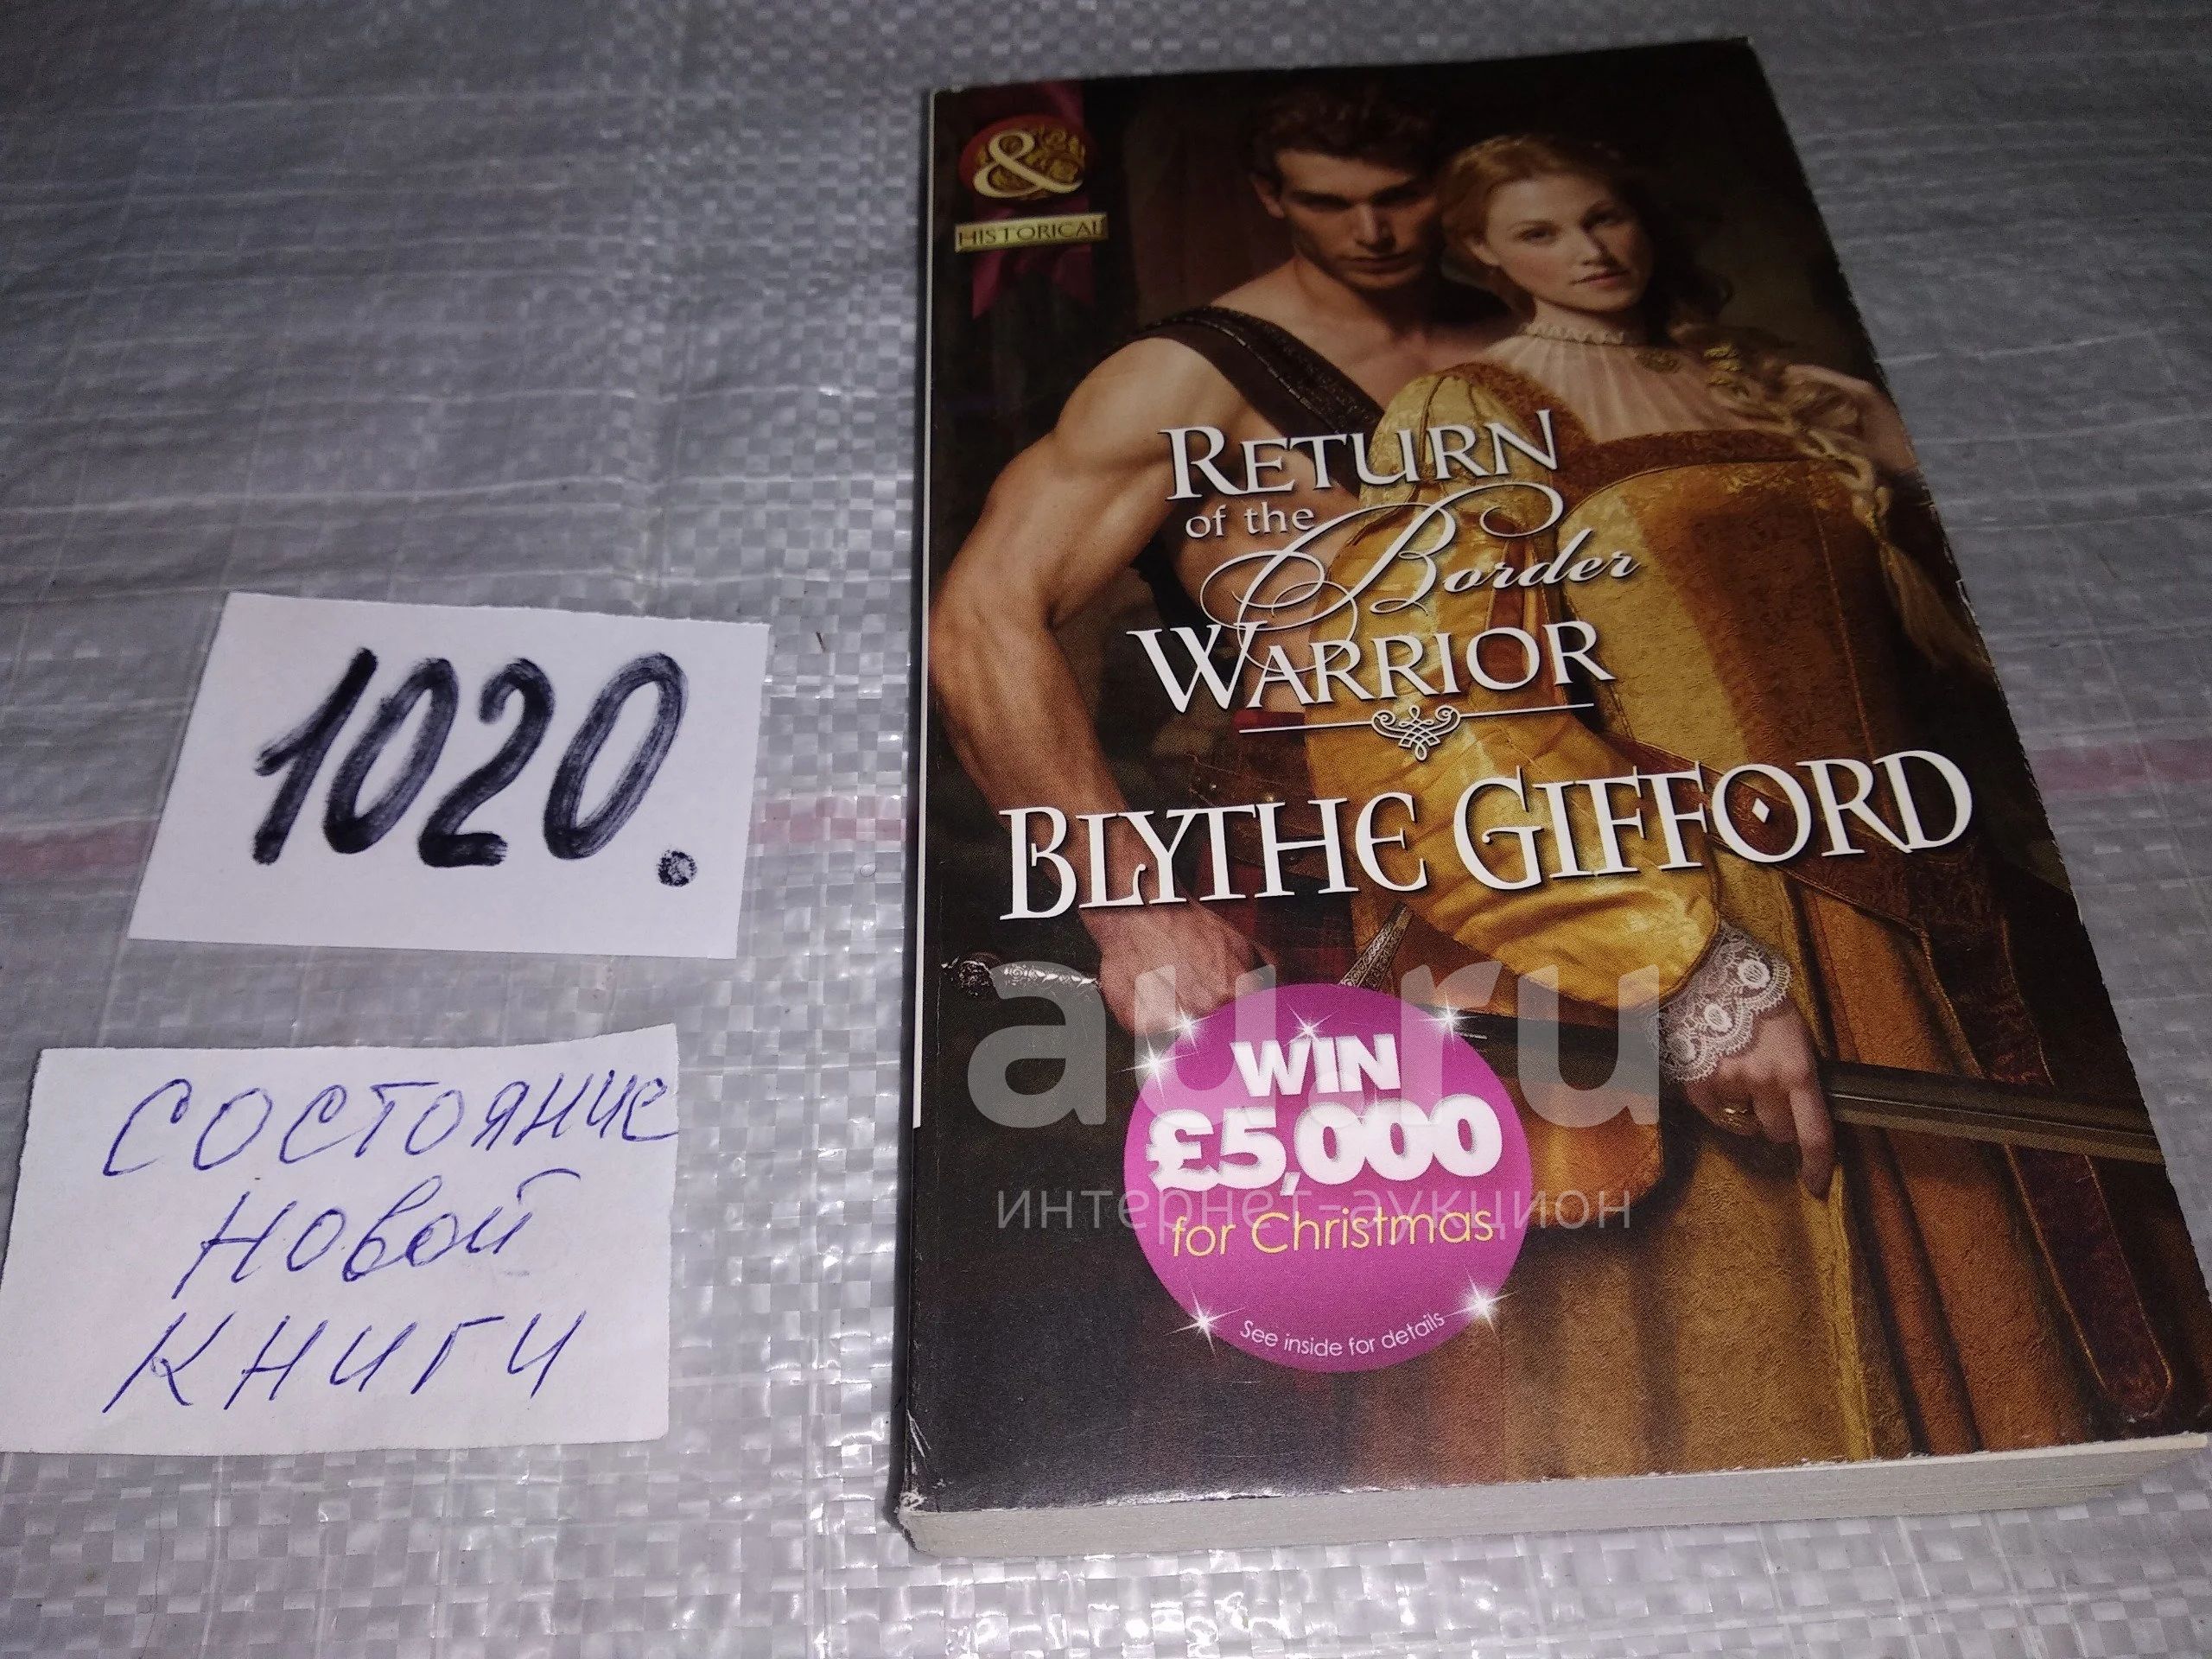 1020.
состояние
новой
книги
&
HISTORICAL
RETURN
of the
Border
WARRIOR
BLYTHE GIFFORD
au.ru
WIN
£5,000
интернет-аукцион
for Christmas
See inside for details